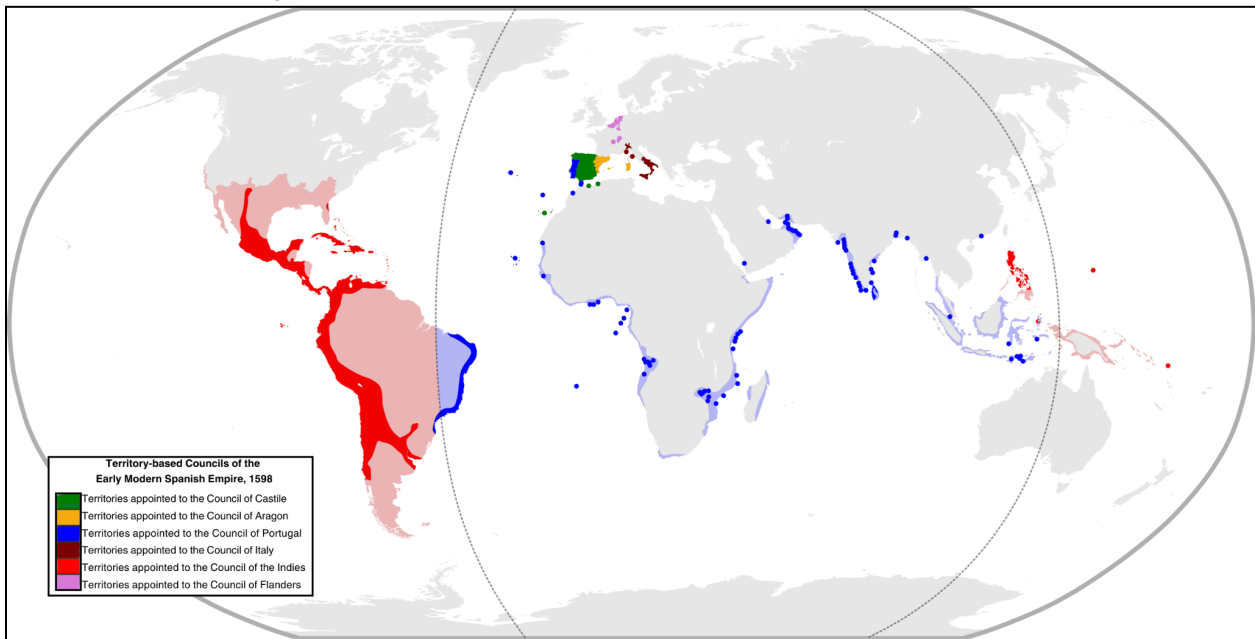 Territory-based Councils of the
Early Modern Spanish Empire, 1598
Territories appointed to the Council of Castile
Territories appointed to the Council of Aragon
Territories appointed to the Council of Portugal
Territories appointed to the Council of Italy
Territories appointed to the Council of the Indies
Territories appointed to the Council of Flanders